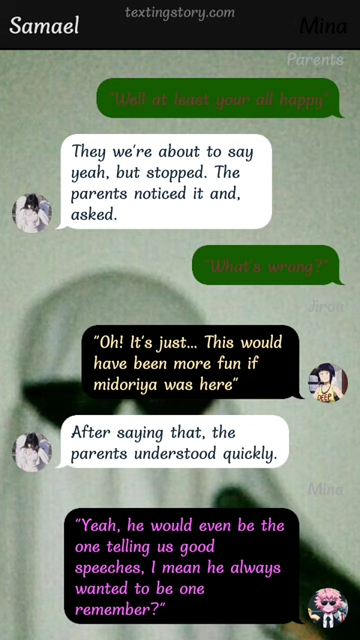 textingstory.com
Samael
Mina
Parents
"Well at least your all happy"
They we're about to say
yeah, but stopped. The
parents noticed it and,
asked.
"What's wrong?"
Jiroa
"Oh! It's just... This would
have been more fun if
midoriya was here"
After saying that, the
parents understood quickly.
Mina
"Yeah, he would even be the
one telling us good
speeches, I mean he always
wanted to be one
remember?"